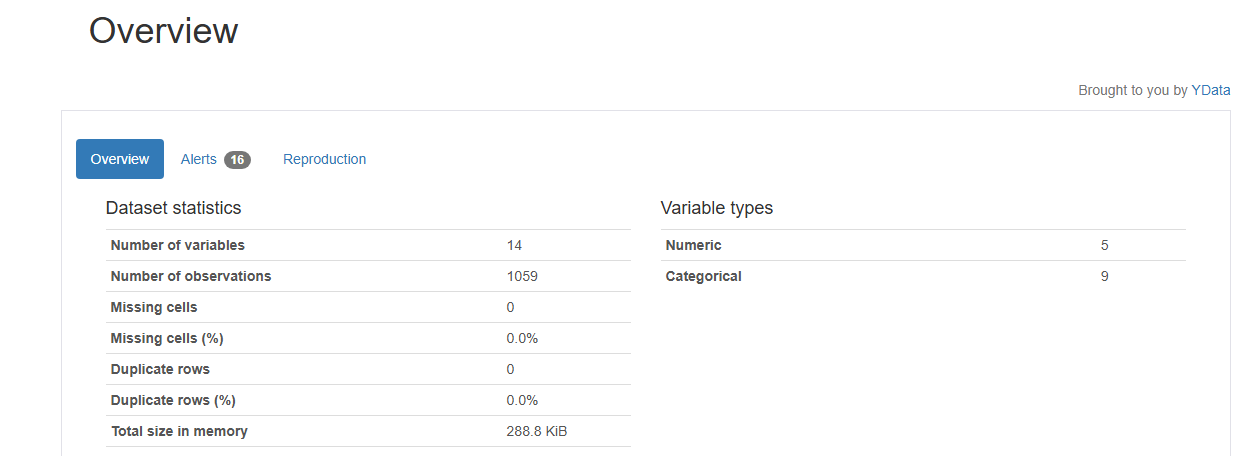 Overview
Brought to you by YData
Overview Alerts 16 Reproduction
Dataset statistics
Number of variables 14
Number of observations 1059
Missing cells 0
Missing cells (%) 0.0%
Duplicate rows 0
Duplicate rows (%) 0.0%
Total size in memory 288.8 KiB
Variable types
Numeric 5
Categorical 9